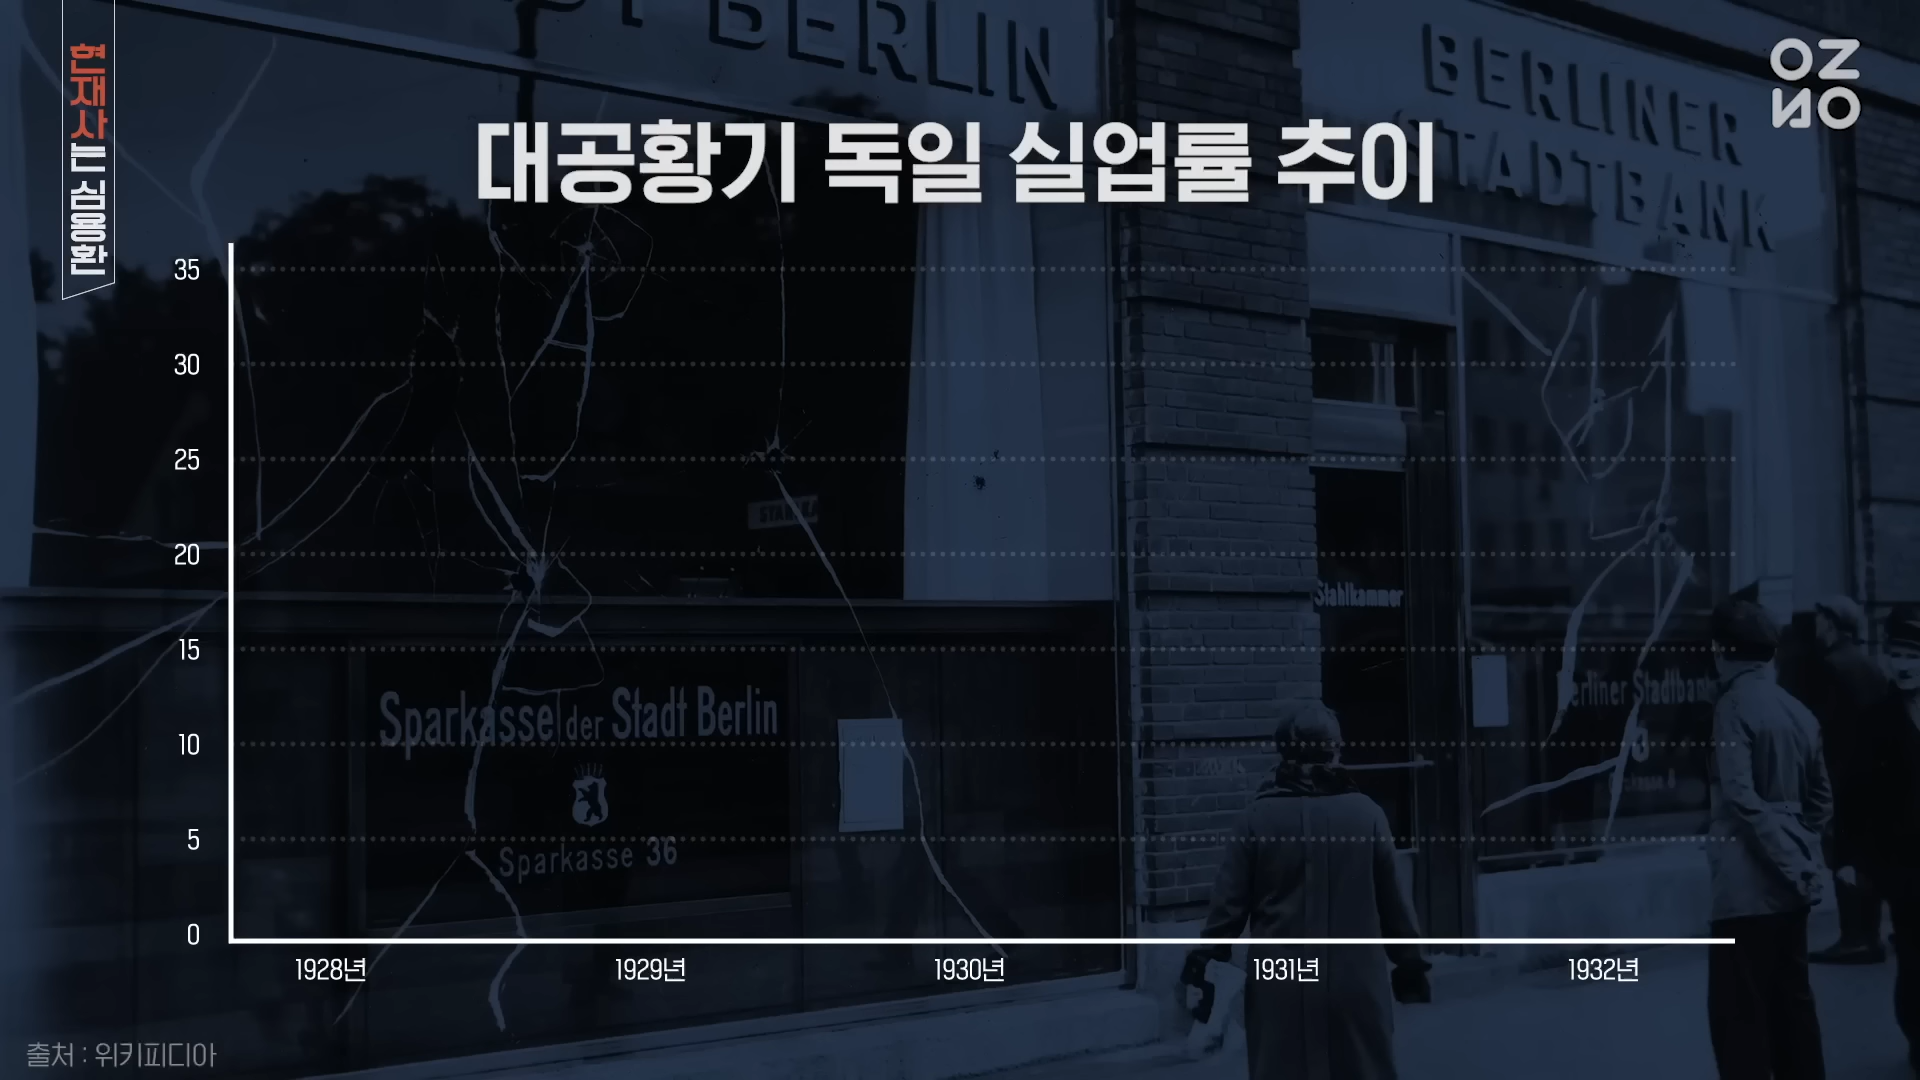 현재사는 심용환
OZ
NO
BERLIN
BERLINER
STADTBANK
대공황기 독일 실업률 추이
35
30
25
20
15
10
5
0
Stahlkammer
Sparkasse der Stadt Berlin
Sparkasse 36
Berliner Stadtbank
1928년
1929년
1930년
1931년
1932년
출처 : 위키피디아